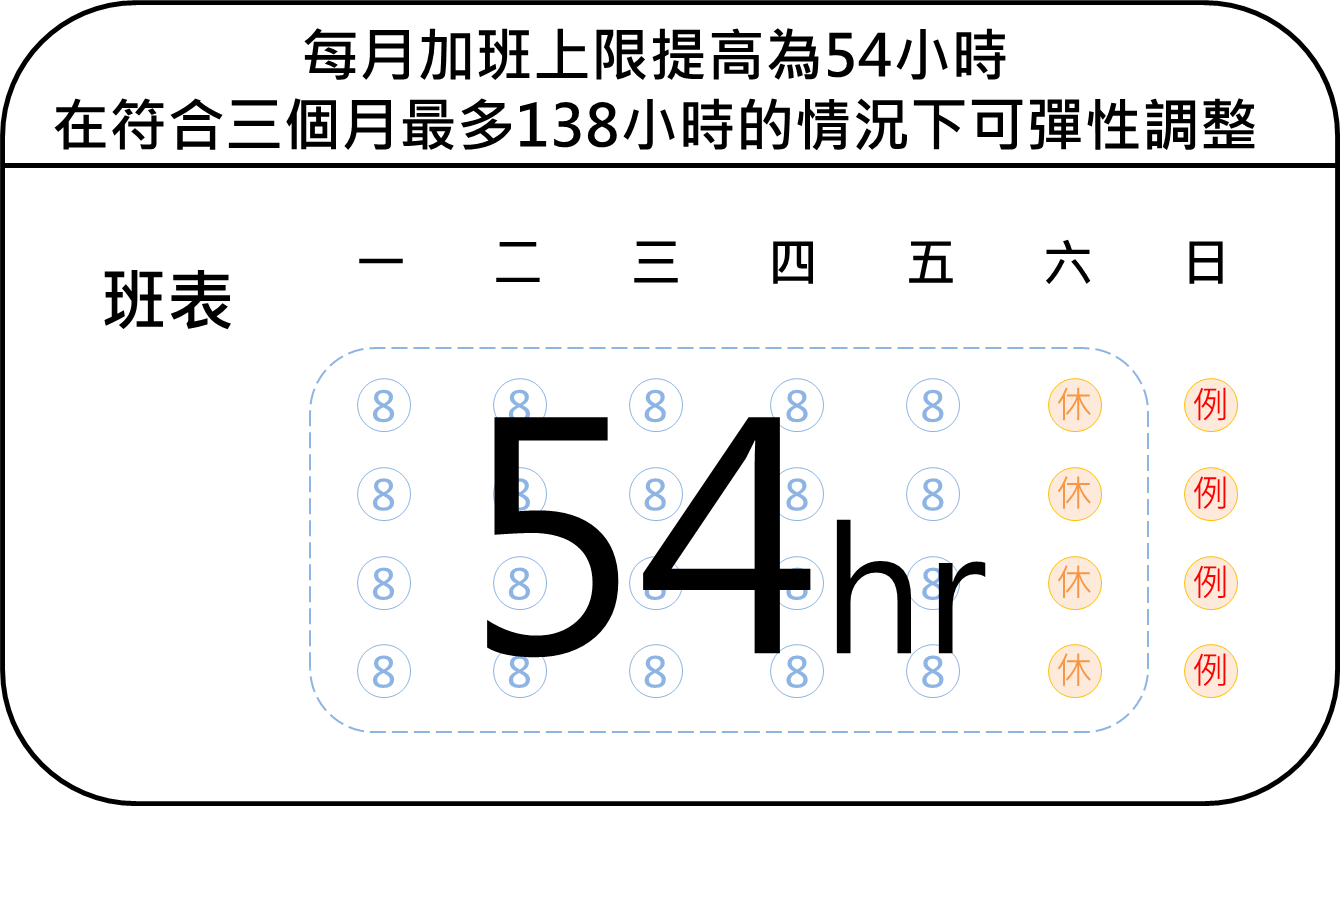 每月加班上限提高為54小時
在符合三個月最多138小時的情況下可彈性調整
班表
一 二 三 四 五 六 日
8 8 8 8 8 休 例
8 8 8 8 8 休 例
8 8 8 8 8 休 例
8 8 8 8 8 休 例
54hr